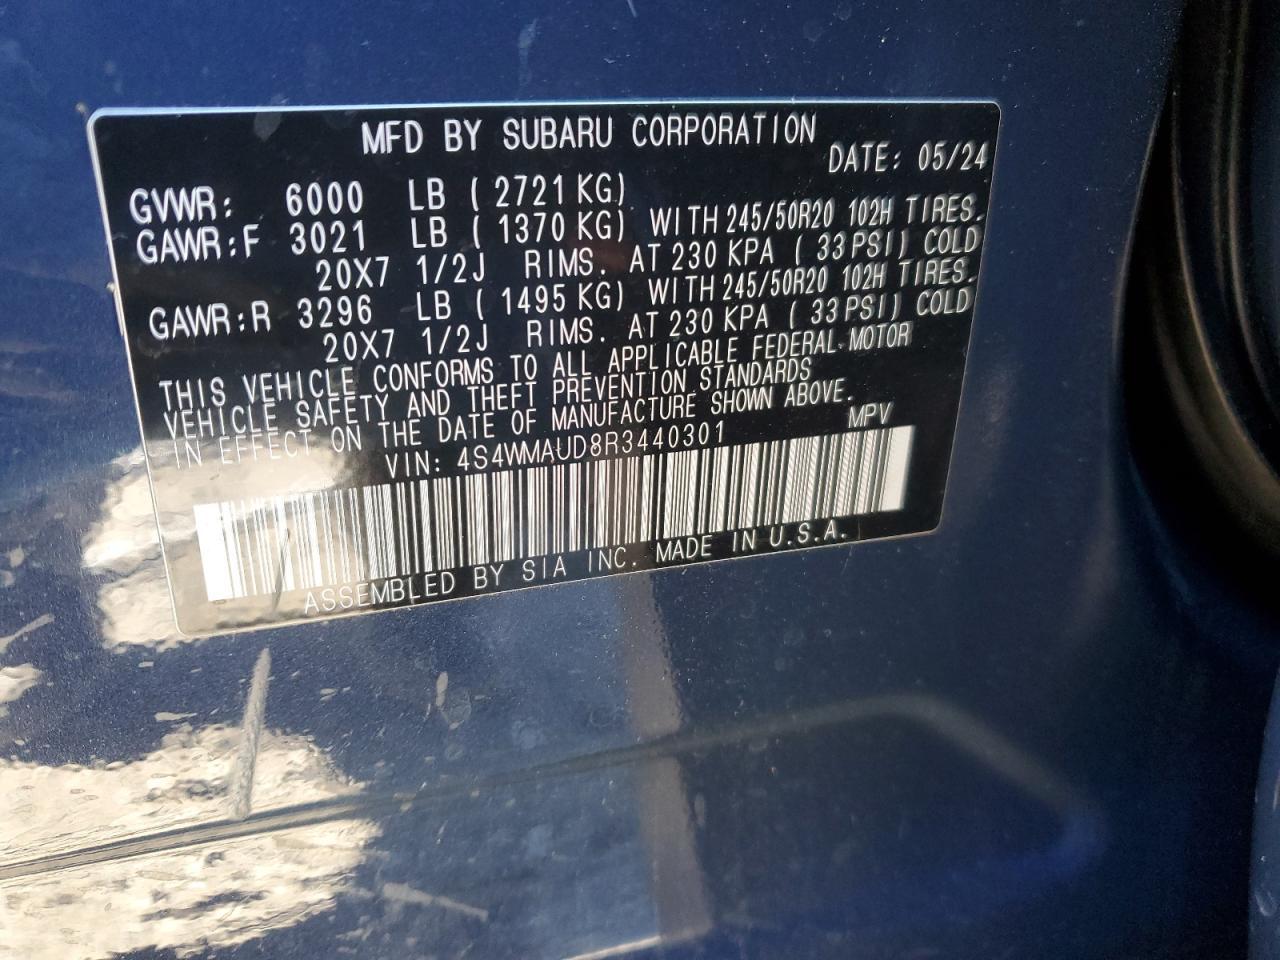 MFD BY SUBARU CORPORATION
DATE: 05/24
GVWR: 6000 LB ( 2721 KG)
GAWR:F 3021 LB ( 1370 KG) WITH 245/50R20 102H TIRES.
20X7 1/2J RIMS. AT 230 KPA ( 33 PSI) COLD
GAWR:R 3296 LB ( 1495 KG) WITH 245/50R20 102H TIRES.
20X7 1/2J RIMS. AT 230 KPA ( 33 PSI) COLD
THIS VEHICLE CONFORMS TO ALL APPLICABLE FEDERAL MOTOR
VEHICLE SAFETY AND THEFT PREVENTION STANDARDS
IN EFFECT ON THE DATE OF MANUFACTURE SHOWN ABOVE.
VIN: 4S4WMAUD8R3440301 MPV
ASSEMBLED BY SIA INC. MADE IN U.S.A.